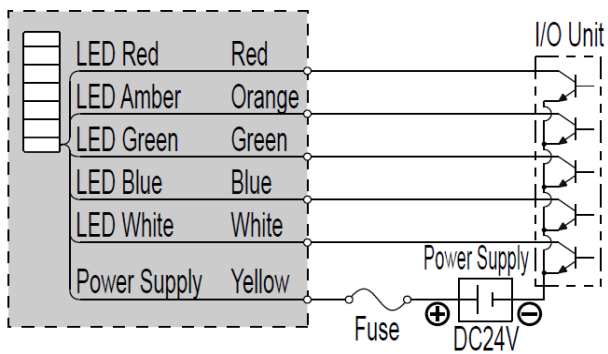 I/O Unit
LED Red Red
LED Amber Orange
LED Green Green
LED Blue Blue
LED White White
Power Supply Yellow
Power Supply
Fuse
⊕ ⊖
DC24V